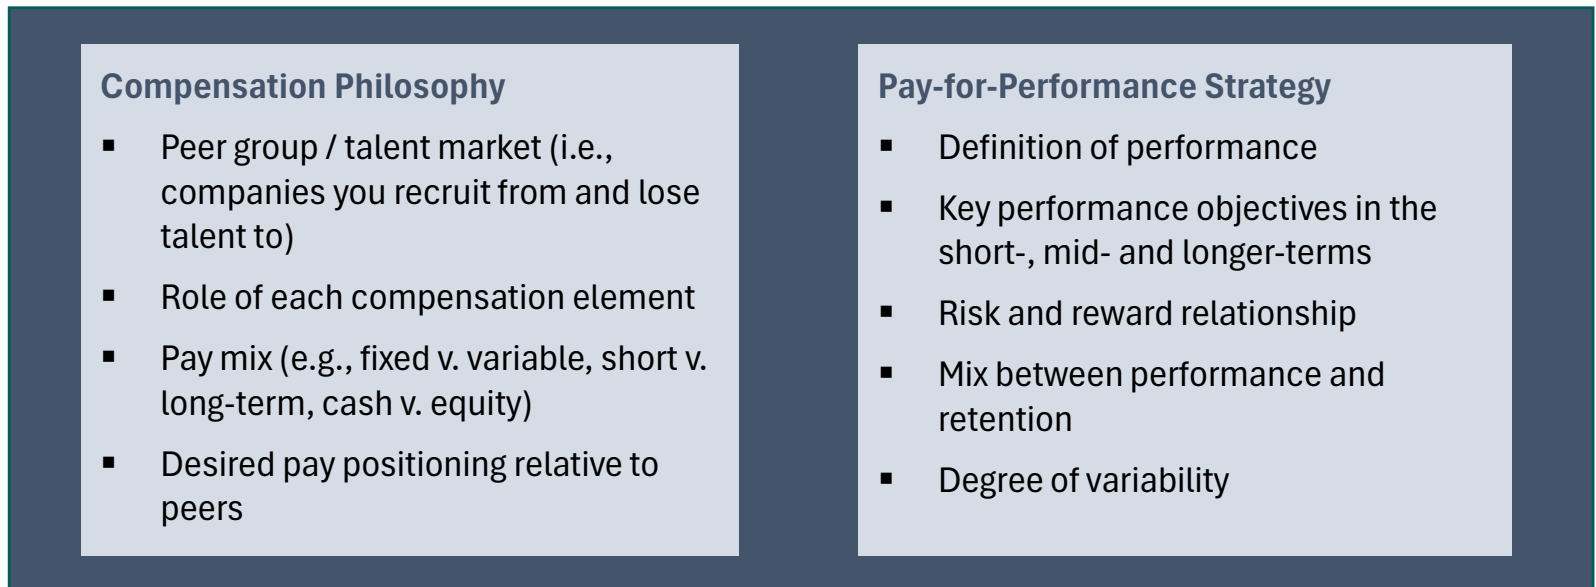 Compensation Philosophy
▪ Peer group / talent market (i.e.,
companies you recruit from and lose
talent to)
▪ Role of each compensation element
▪ Pay mix (e.g., fixed v. variable, short v.
long-term, cash v. equity)
▪ Desired pay positioning relative to
peers
Pay-for-Performance Strategy
▪ Definition of performance
▪ Key performance objectives in the
short-, mid- and longer-terms
▪ Risk and reward relationship
▪ Mix between performance and
retention
▪ Degree of variability